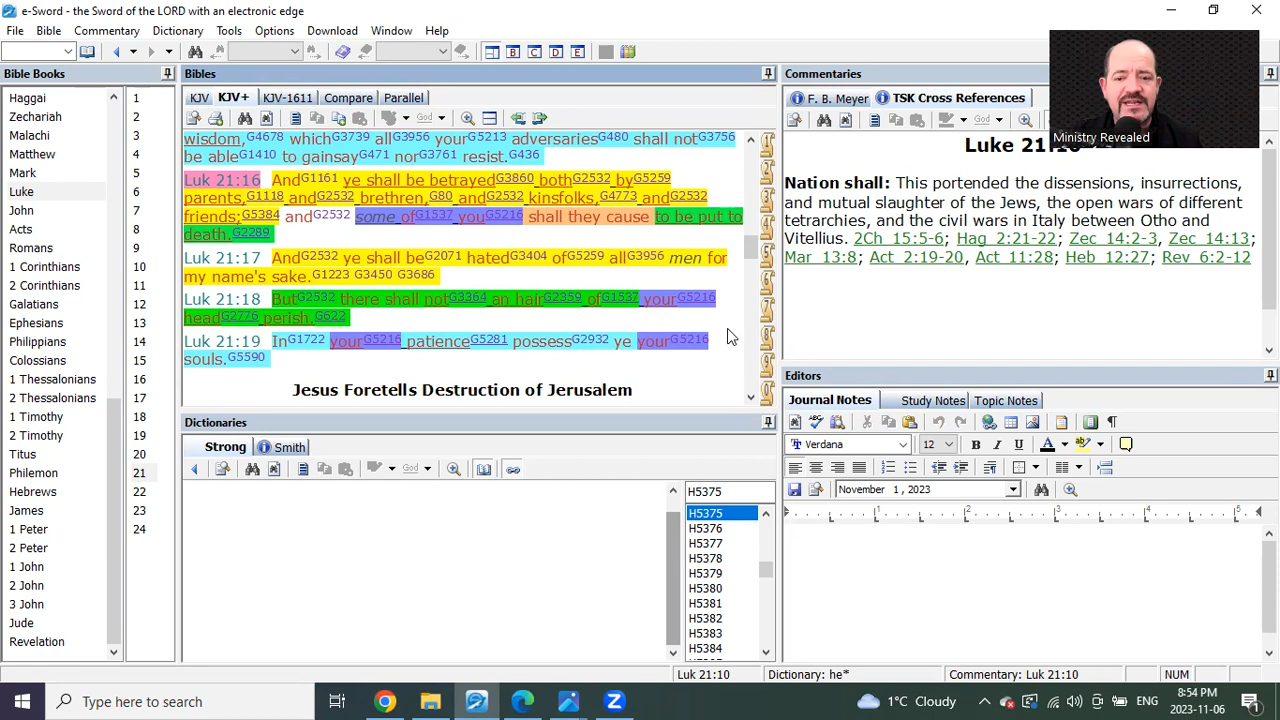 e-Sword - the Sword of the LORD with an electronic edge
File Bible Commentary Dictionary Tools Options Download Window Help
B C D E
Bible Books
Haggai
Zechariah
Malachi
Matthew
Mark
Luke
John
Acts
Romans
1 Corinthians
2 Corinthians
Galatians
Ephesians
Philippians
Colossians
1 Thessalonians
2 Thessalonians
1 Timothy
2 Timothy
Titus
Philemon
Hebrews
James
1 Peter
2 Peter
1 John
2 John
3 John
Jude
Revelation
1
2
3
4
5
6
7
8
9
10
11
12
13
14
15
16
17
18
19
20
21
22
23
24
Bibles
KJV KJV+ KJV-1611 Compare Parallel
God
wisdom,G4678 whichG3739 allG3956 yourG5213 adversariesG480 shall notG3756
be ableG1410 to gainsayG471 norG3761 resist.G436
Luk 21:16 AndG1161 ye shall be betrayedG3860 bothG2532 byG5259
parents,G1118 andG2532 brethren,G80 andG2532 kinsfolks,G4773 andG2532
friends;G5384 andG2532 some ofG1537 youG5216 shall they cause to be put to
death.G2289
Luk 21:17 AndG2532 ye shall beG2071 hatedG3404 ofG5259 allG3956 men for
my name's sake.G1223 G3450 G3686
Luk 21:18 ButG2532 there shall notG3364 an hairG2359 ofG1537 yourG5216
headG2776 perish.G622
Luk 21:19 InG1722 yourG5216 patienceG5281 possessG2932 ye yourG5216
souls.G5590
Jesus Foretells Destruction of Jerusalem
Dictionaries
Strong Smith
God
H5375
H5375
H5376
H5377
H5378
H5379
H5380
H5381
H5382
H5383
H5384
Commentaries
F. B. Meyer TSK Cross References
God
Ministry Revealed
Nation shall: This portended the dissensions, insurrections,
and mutual slaughter of the Jews, the open wars of different
tetrarchies, and the civil wars in Italy between Otho and
Vitellius. 2Ch 15:5-6; Hag 2:21-22; Zec 14:2-3, Zec 14:13;
Mar 13:8; Act 2:19-20, Act 11:28; Heb 12:27; Rev 6:2-12
Editors
Journal Notes Study Notes Topic Notes
Verdana 12 B I U A
November 1, 2023
1 2 3 4 5
Luk 21:10 Dictionary: he* Commentary: Luk 21:10 NUM
Type here to search
1°C Cloudy ENG
8:54 PM
2023-11-06